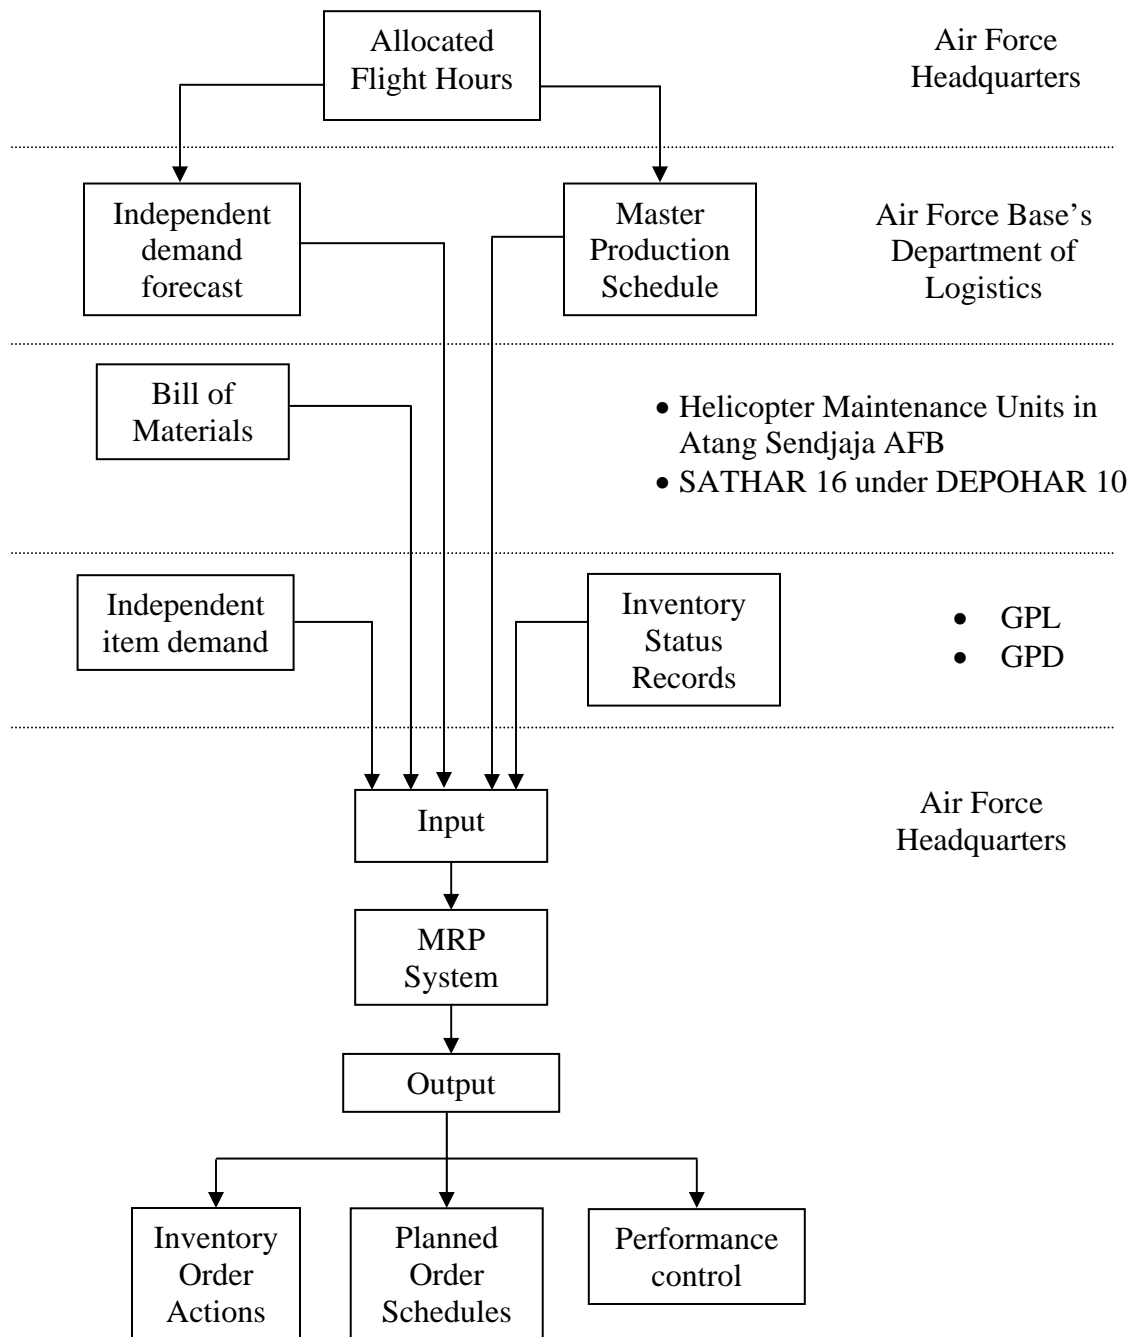 Allocated
Flight Hours
Air Force
Headquarters
Independent
demand
forecast
Master
Production
Schedule
Air Force Base’s
Department of
Logistics
Bill of
Materials
• Helicopter Maintenance Units in
Atang Sendjaja AFB
• SATHAR 16 under DEPOHAR 10
Independent
item demand
Inventory
Status
Records
• GPL
• GPD
Input
Air Force
Headquarters
MRP
System
Output
Inventory
Order
Actions
Planned
Order
Schedules
Performance
control